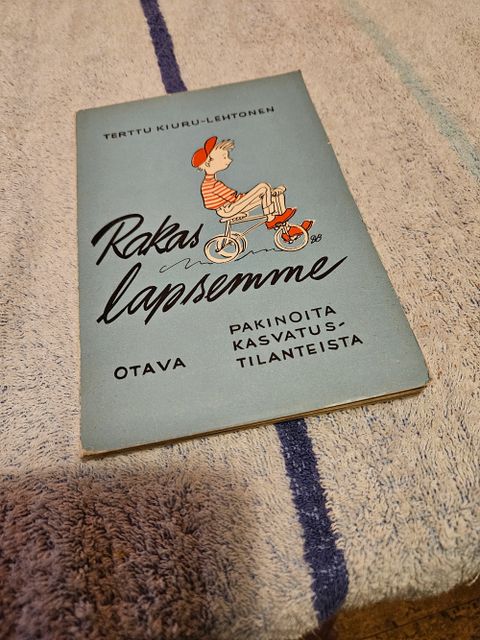 TERTTU KIURU-LEHTONEN
Rakas
lapsemme
OTAVA
PAKINOITA
KASVATUS-
TILANTEISTA